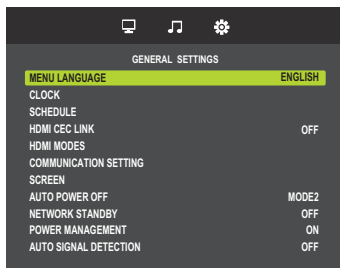 GENERAL SETTINGS
MENU LANGUAGE ENGLISH
CLOCK
SCHEDULE
HDMI CEC LINK OFF
HDMI MODES
COMMUNICATION SETTING
SCREEN
AUTO POWER OFF MODE2
NETWORK STANDBY OFF
POWER MANAGEMENT ON
AUTO SIGNAL DETECTION OFF